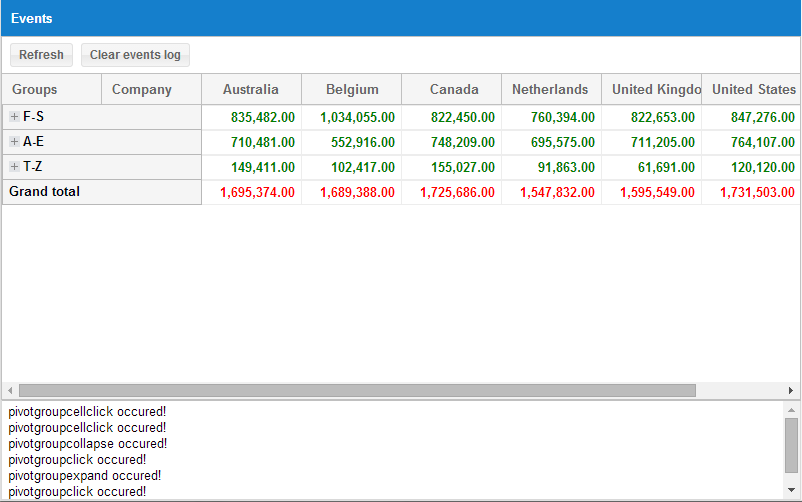 Events
Refresh Clear events log
Groups Company Australia Belgium Canada Netherlands United Kingdo United States
F-S 835,482.00 1,034,055.00 822,450.00 760,394.00 822,653.00 847,276.00
A-E 710,481.00 552,916.00 748,209.00 695,575.00 711,205.00 764,107.00
T-Z 149,411.00 102,417.00 155,027.00 91,863.00 61,691.00 120,120.00
Grand total 1,695,374.00 1,689,388.00 1,725,686.00 1,547,832.00 1,595,549.00 1,731,503.00
pivotgroupcellclick occured!
pivotgroupcellclick occured!
pivotgroupcollapse occured!
pivotgroupclick occured!
pivotgroupexpand occured!
pivotgroupclick occured!